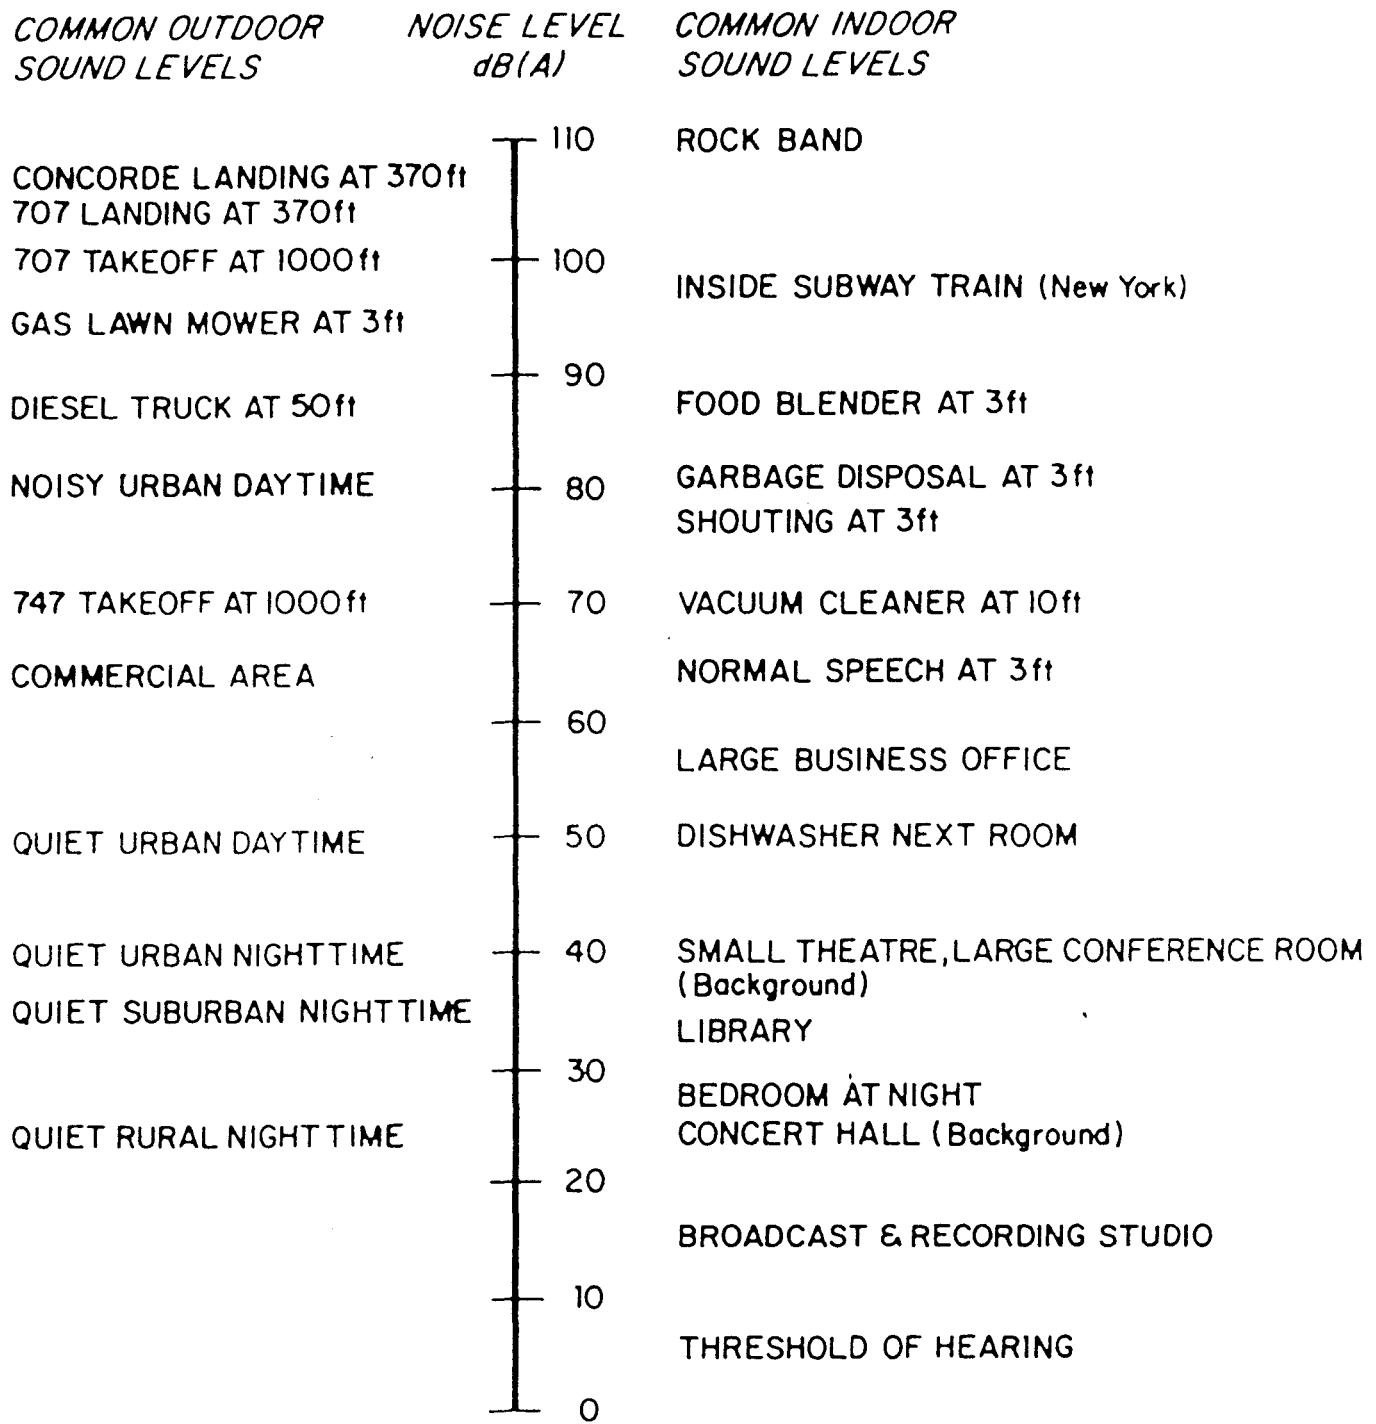 COMMON OUTDOOR
SOUND LEVELS
NOISE LEVEL
dB(A)
COMMON INDOOR
SOUND LEVELS
110
ROCK BAND
CONCORDE LANDING AT 370ft
707 LANDING AT 370ft
707 TAKEOFF AT 1000ft
100
INSIDE SUBWAY TRAIN (New York)
GAS LAWN MOWER AT 3ft
90
DIESEL TRUCK AT 50ft
FOOD BLENDER AT 3ft
NOISY URBAN DAYTIME
80
GARBAGE DISPOSAL AT 3ft
SHOUTING AT 3ft
747 TAKEOFF AT 1000ft
70
VACUUM CLEANER AT 10ft
COMMERCIAL AREA
NORMAL SPEECH AT 3ft
60
LARGE BUSINESS OFFICE
QUIET URBAN DAYTIME
50
DISHWASHER NEXT ROOM
QUIET URBAN NIGHTTIME
40
SMALL THEATRE, LARGE CONFERENCE ROOM
(Background)
QUIET SUBURBAN NIGHTTIME
LIBRARY
30
BEDROOM AT NIGHT
QUIET RURAL NIGHTTIME
CONCERT HALL (Background)
20
BROADCAST & RECORDING STUDIO
10
THRESHOLD OF HEARING
0